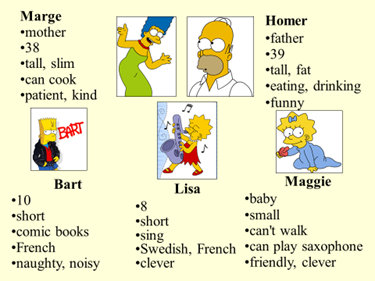 Marge
•mother
•38
•tall, slim
•can cook
•patient, kind
Homer
•father
•39
•tall, fat
•eating, drinking
•funny
BART
Bart
•10
•short
•comic books
•French
•naughty, noisy
Lisa
•8
•short
•sing
•Swedish, French
•clever
Maggie
•baby
•small
•can't walk
•can play saxophone
•friendly, clever